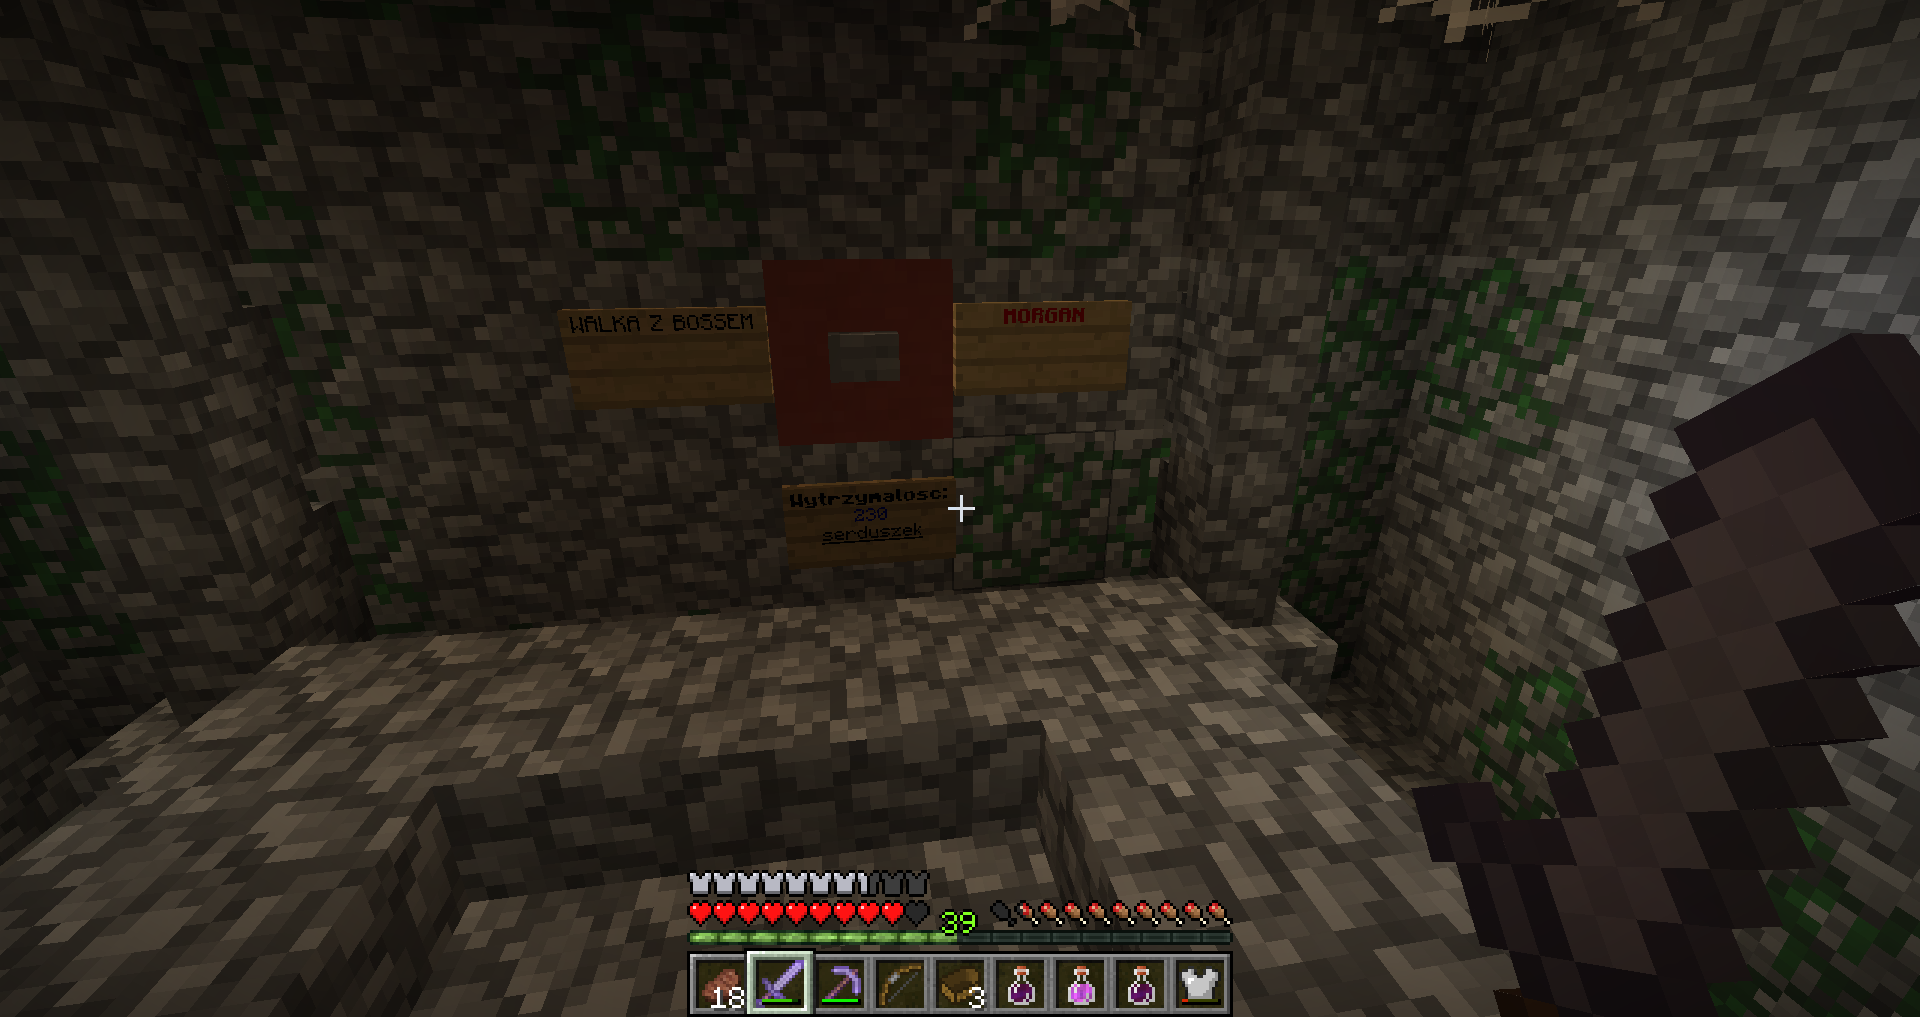 WALKA Z BOSSEM
MORGAN
Wytrzymalosc:
230
serduszek
39
18
3